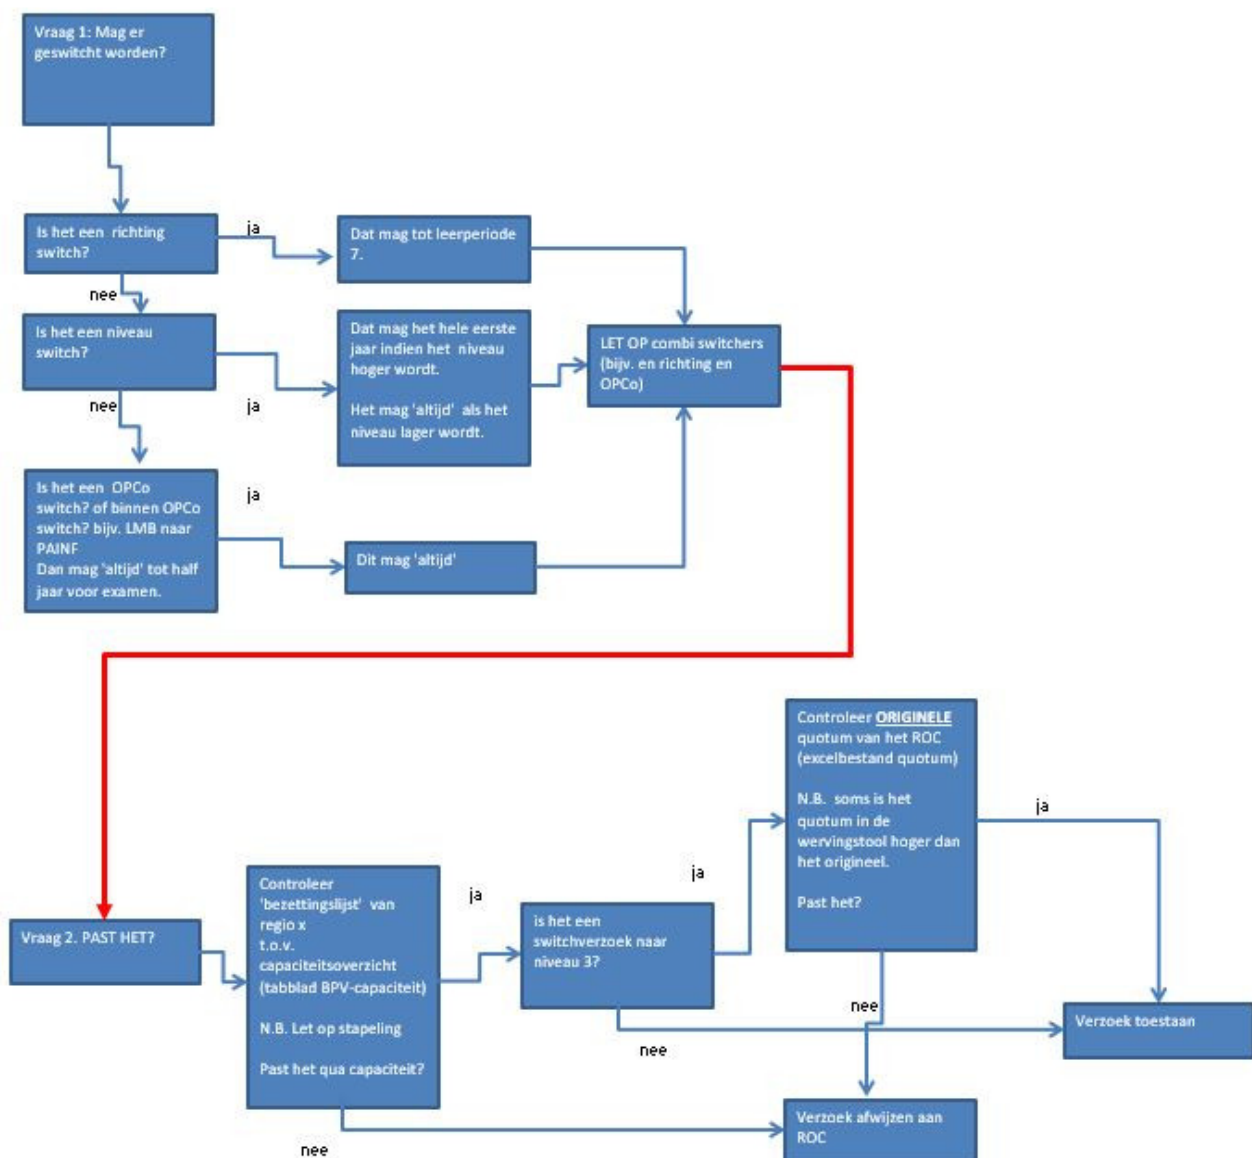 Vraag 1: Mag er
geswitcht worden?
Is het een richting
switch?
ja
Dat mag tot leerperiode
7.
nee
Is het een niveau
switch?
ja
Dat mag het hele eerste
jaar indien het niveau
hoger wordt.
Het mag 'altijd' als het
niveau lager wordt.
LET OP combi switchers
(bijv. en richting en
OPCo)
nee
Is het een OPCo
switch? of binnen OPCo
switch? bijv. LMB naar
PAINF
Dan mag 'altijd' tot half
jaar voor examen.
ja
Dit mag 'altijd'
Vraag 2. PAST HET?
Controleer
'bezettingslijst' van
regio x
t.o.v.
capaciteitsoverzicht
(tabblad BPV-capaciteit)
N.B. Let op stapeling
Past het qua capaciteit?
ja
nee
is het een
switchverzoek naar
niveau 3?
ja
nee
Controleer ORIGINELE
quotum van het ROC
(excelbestand quotum)
N.B. soms is het
quotum in de
wervingstool hoger dan
het origineel.
Past het?
ja
nee
Verzoek toestaan
Verzoek afwijzen aan
ROC